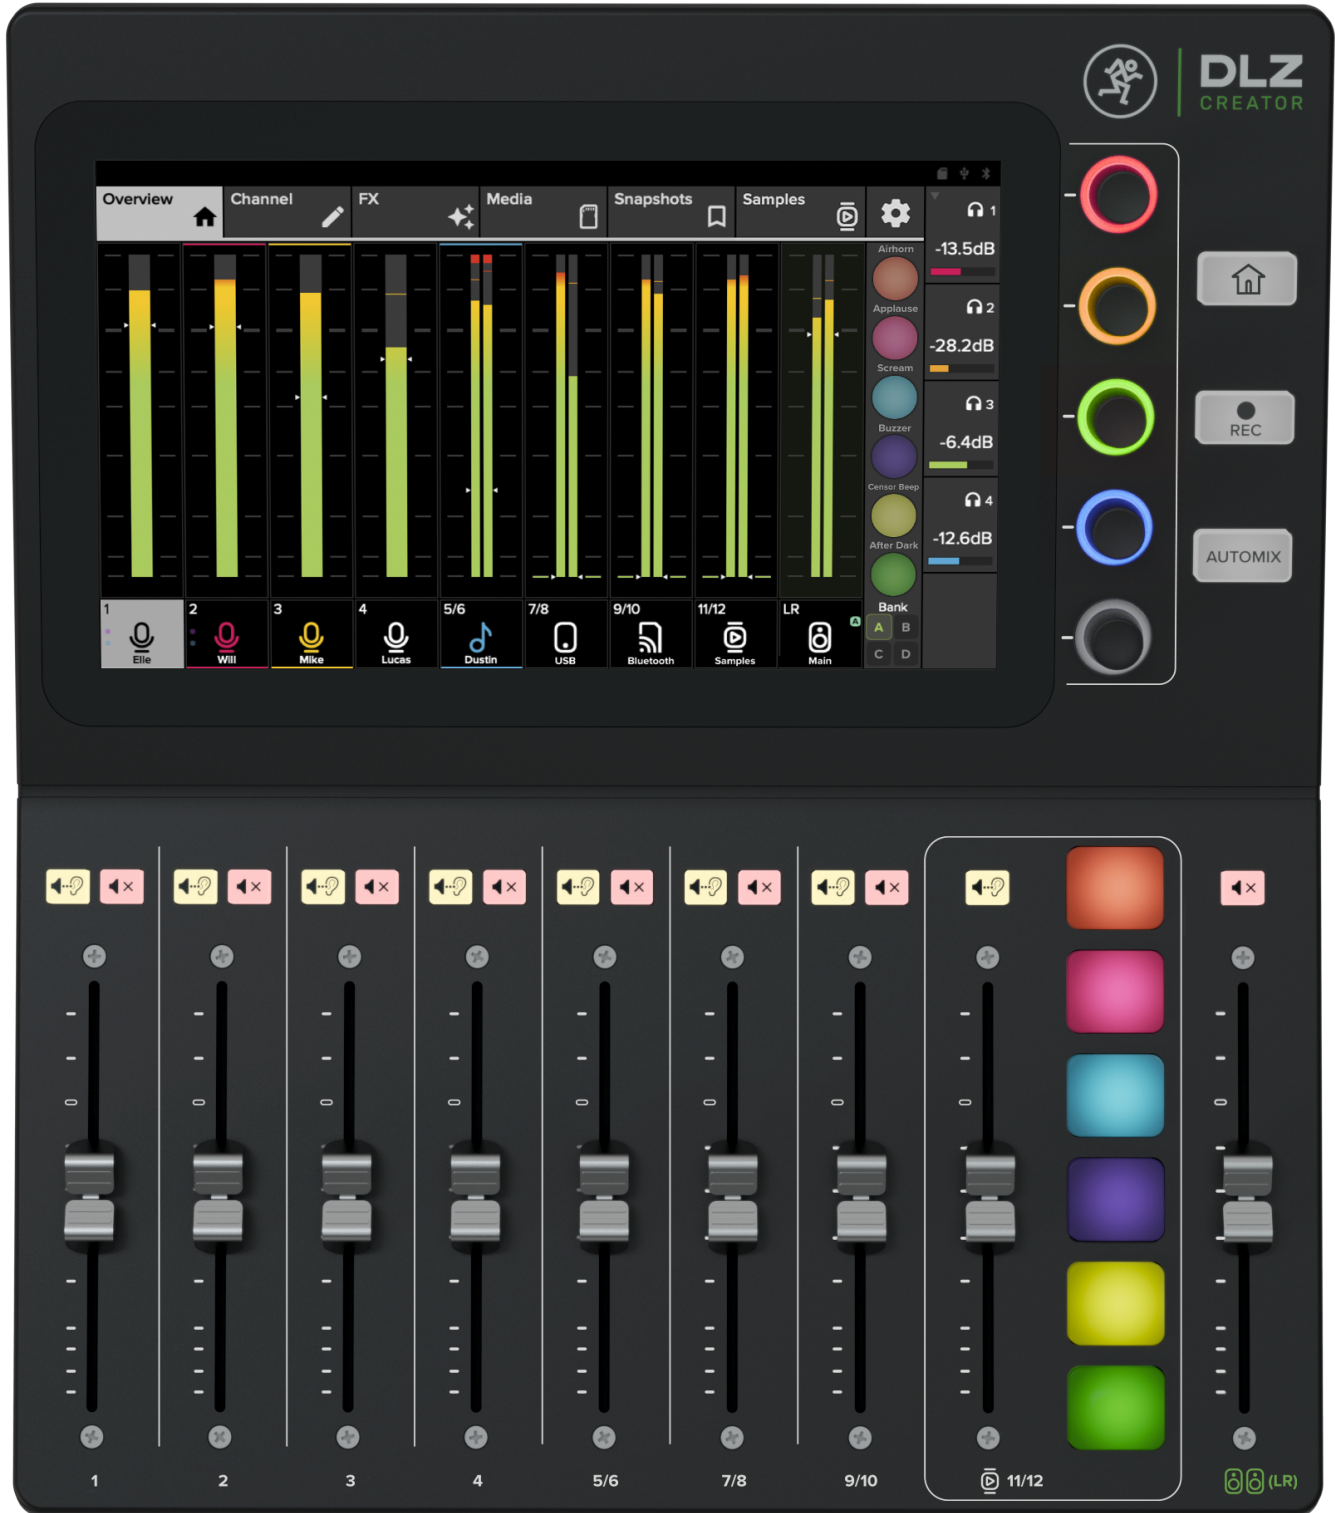 DLZ
CREATOR
Overview
Channel
FX
Media
Snapshots
Samples
1
-13.5dB
2
-28.2dB
3
-6.4dB
4
-12.6dB
Airhorn
Applause
Scream
Buzzer
Censor Beep
After Dark
Bank
A B
C D
1
Elle
2
Will
3
Mike
4
Lucas
5/6
Dustin
7/8
USB
9/10
Bluetooth
11/12
Samples
LR
A
Main
REC
AUTOMIX
1
2
3
4
5/6
7/8
9/10
11/12
(LR)